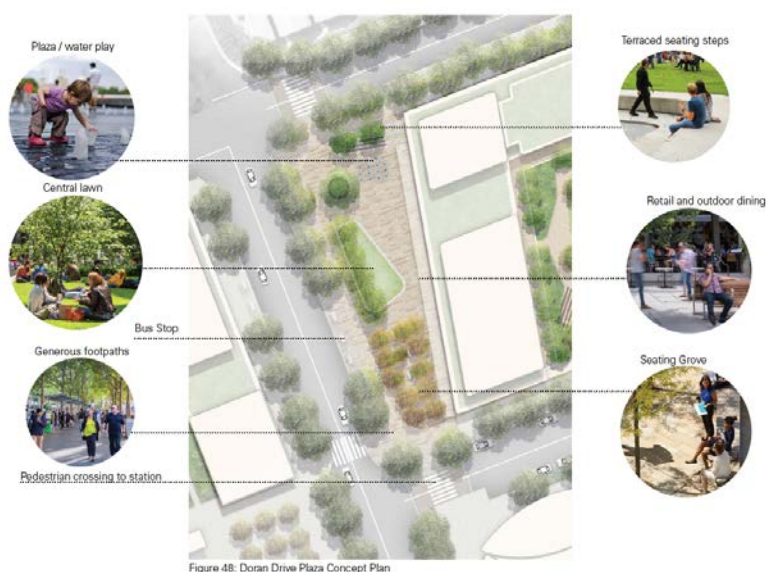 Plaza / water play
Terraced seating steps
Central lawn
Retail and outdoor dining
Bus Stop
Generous footpaths
Seating Grove
Pedestrian crossing to station
Figure 48: Doran Drive Plaza Concept Plan